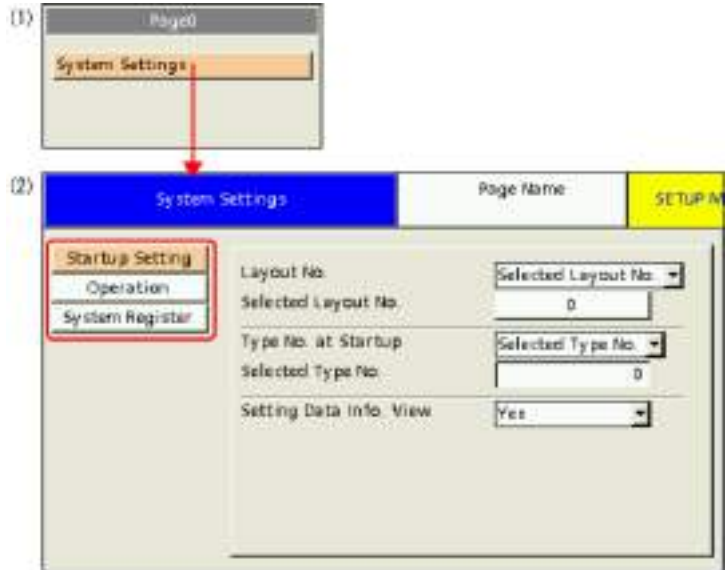 (1)
Page0
System Settings
(2)
System Settings
Page Name
SETUP M
Startup Setting
Operation
System Register
Layout No.
Selected Layout No.
Selected Layout No.
0
Type No. at Startup
Selected Type No.
Selected Type No.
0
Setting Data Info. View
Yes